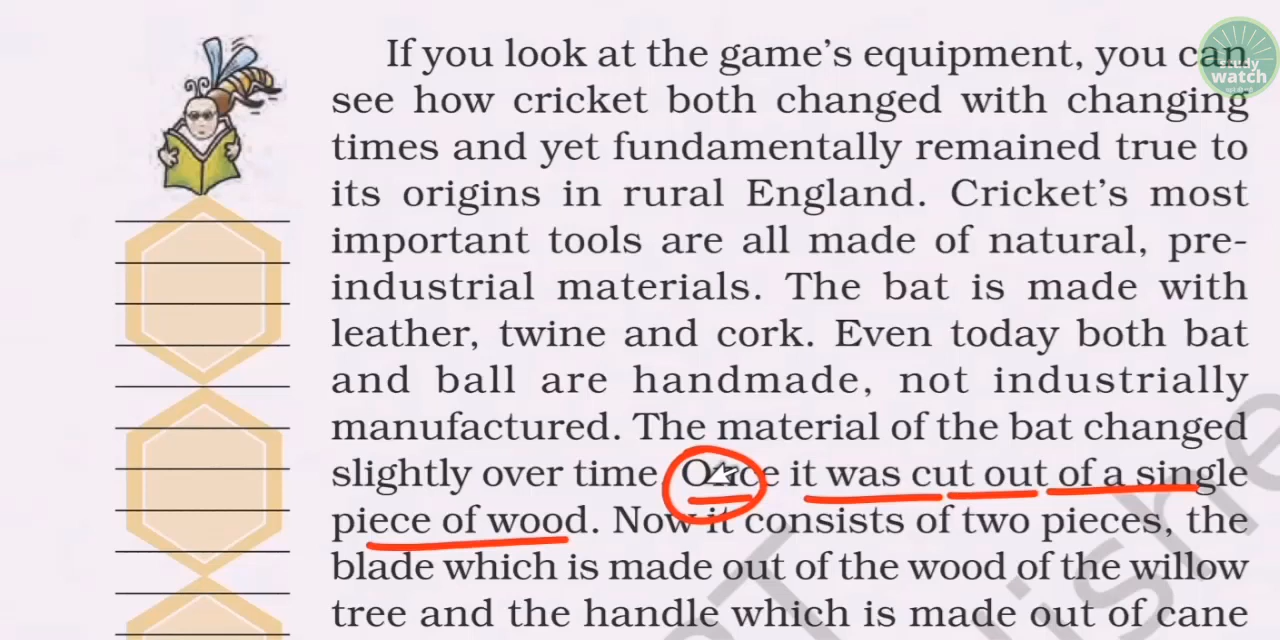 study
watch
If you look at the game's equipment, you can
see how cricket both changed with changing
times and yet fundamentally remained true to
its origins in rural England. Cricket's most
important tools are all made of natural, pre-
industrial materials. The bat is made with
leather, twine and cork. Even today both bat
and ball are handmade, not industrially
manufactured. The material of the bat changed
slightly over time. Once it was cut out of a single
piece of wood. Now it consists of two pieces, the
blade which is made out of the wood of the willow
tree and the handle which is made out of cane